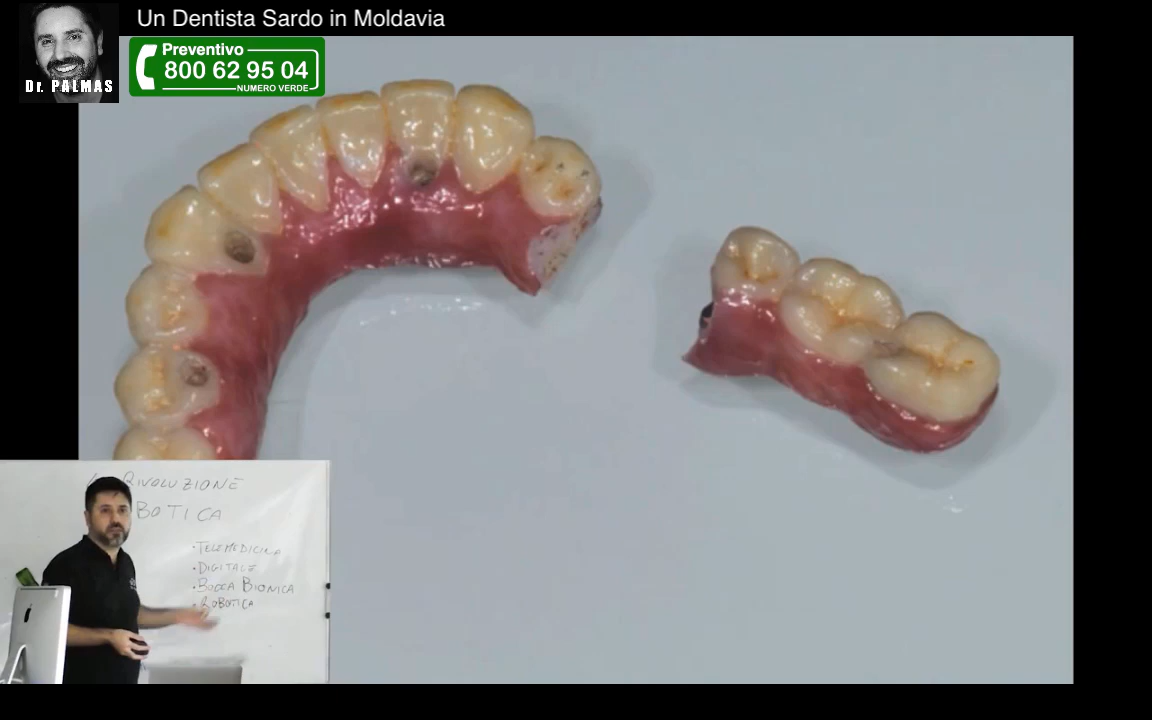 Un Dentista Sardo in Moldavia
Preventivo
800 62 95 04
NUMERO VERDE
Dr. PALMAS
RIVOLUZIONE
BOTICA
• TELEMEDICINA
• DIGITALE
• BOCCA BIONICA
• ROBOTICA